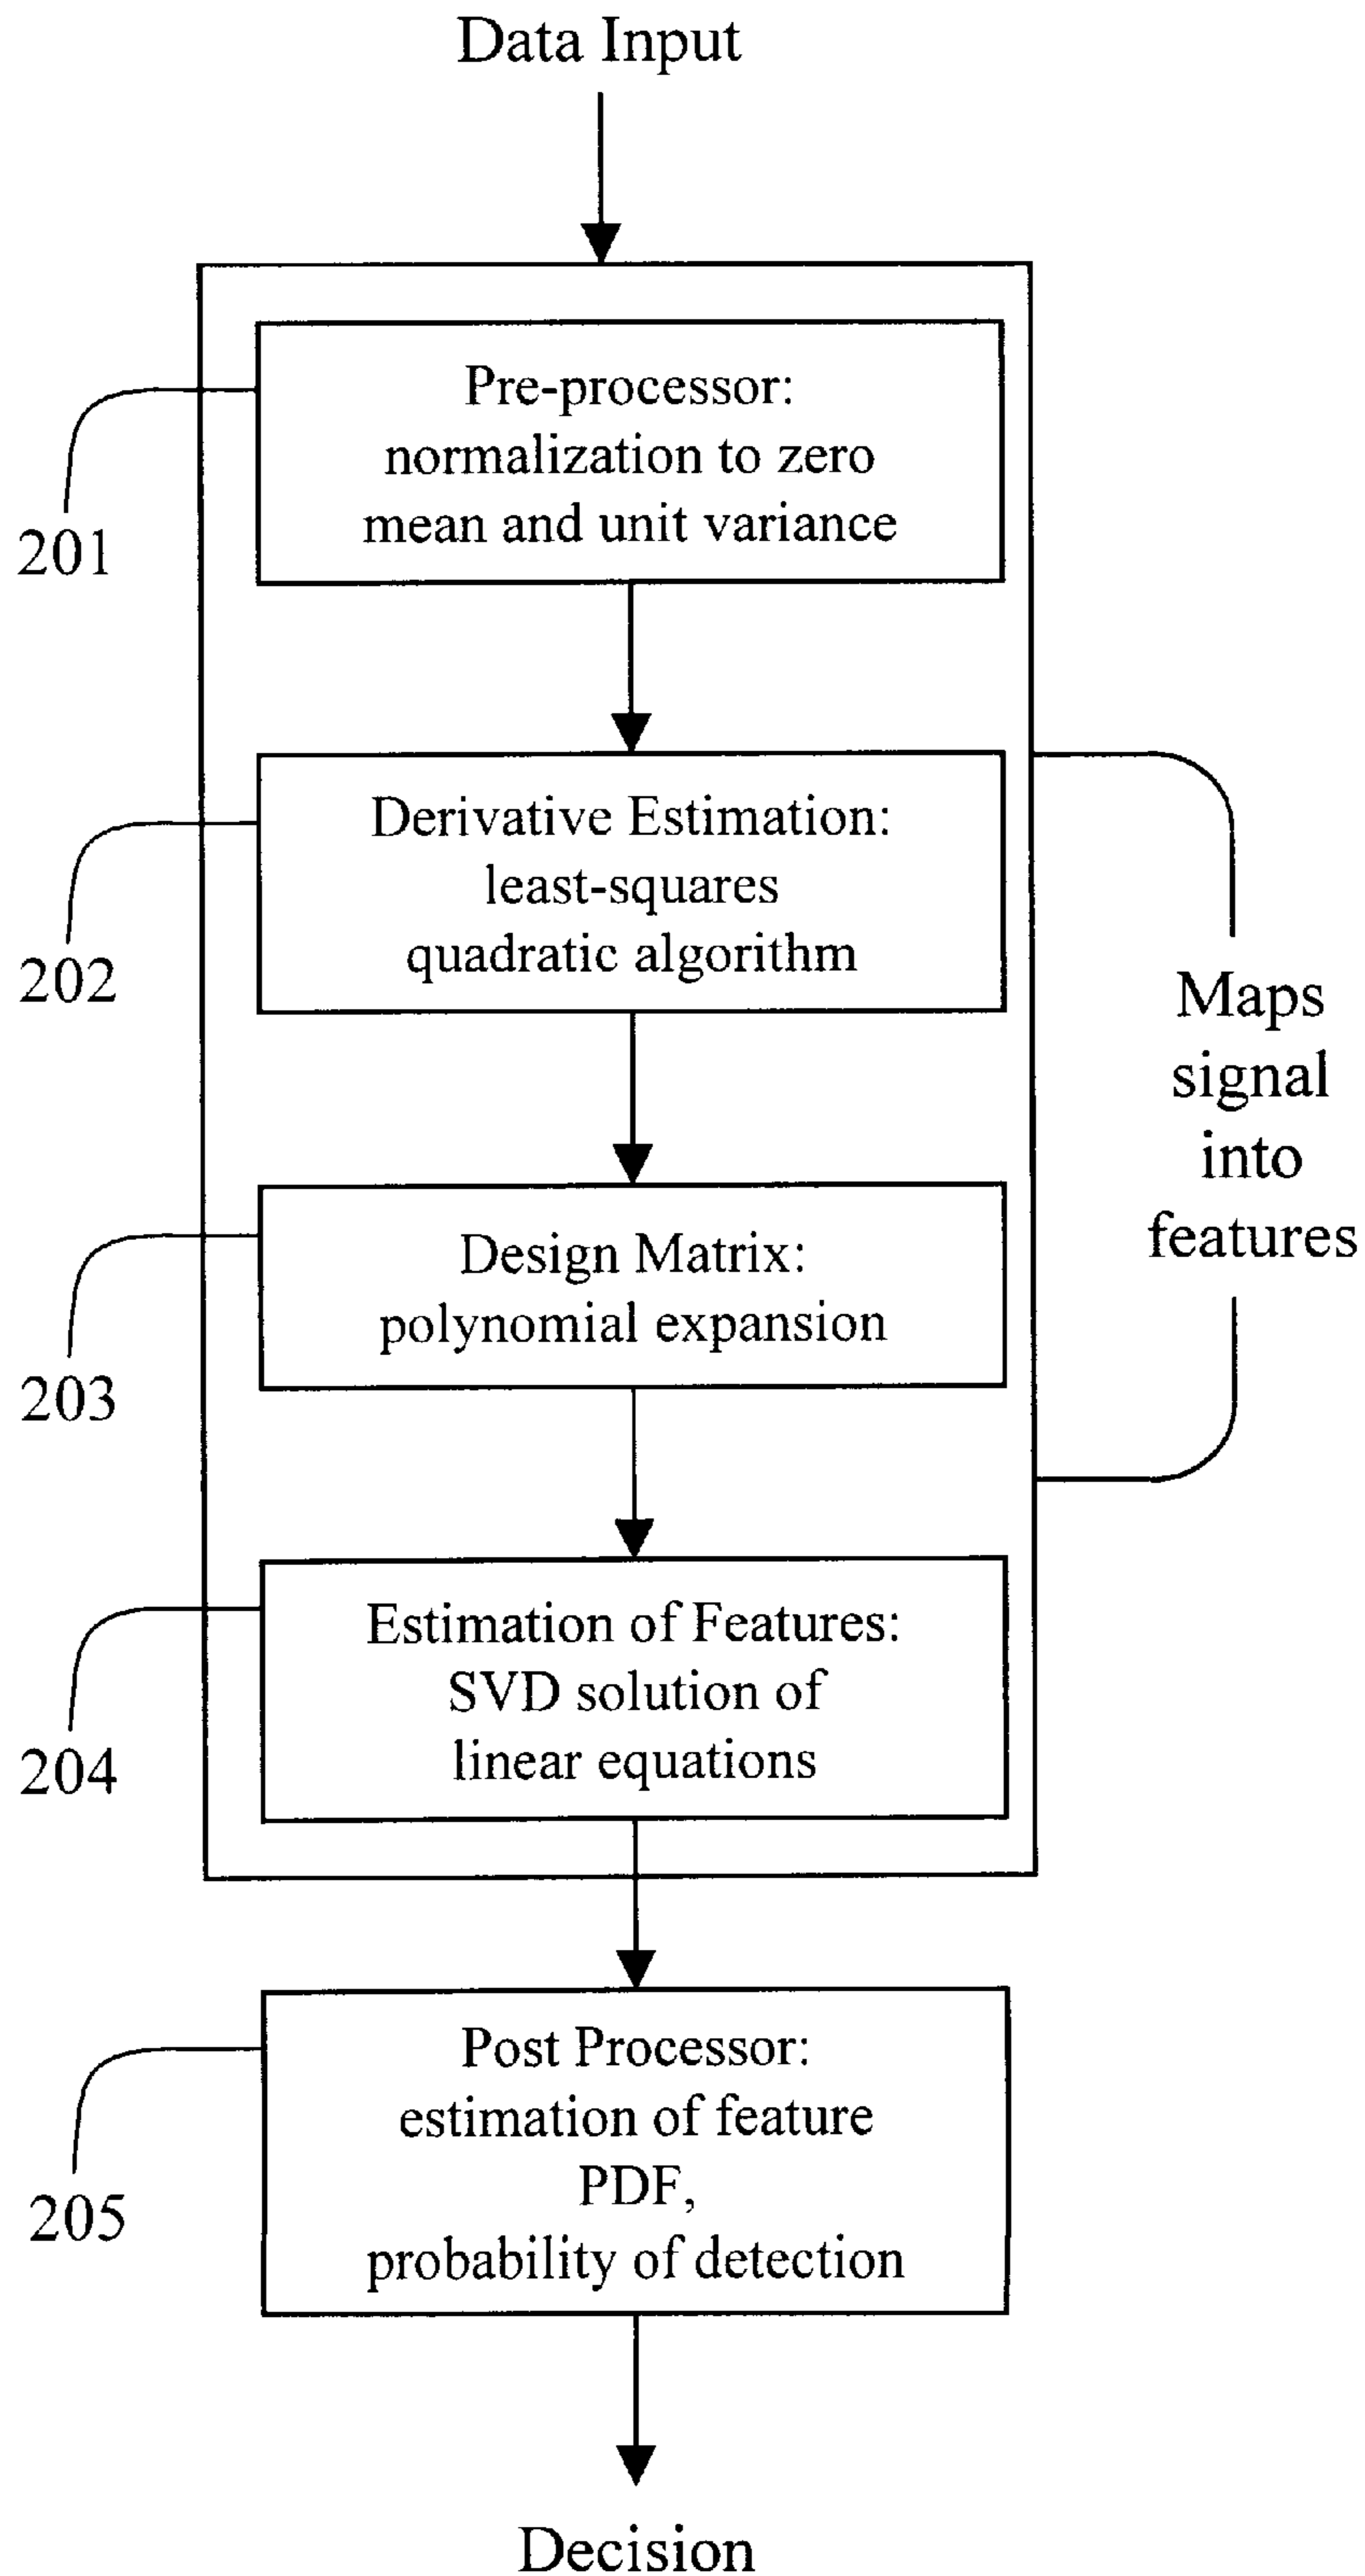 Data Input
Pre-processor:
normalization to zero
mean and unit variance
201
Derivative Estimation:
least-squares
quadratic algorithm
202
Maps
signal
into
features
Design Matrix:
polynomial expansion
203
Estimation of Features:
SVD solution of
linear equations
204
Post Processor:
estimation of feature
PDF,
probability of detection
205
Decision